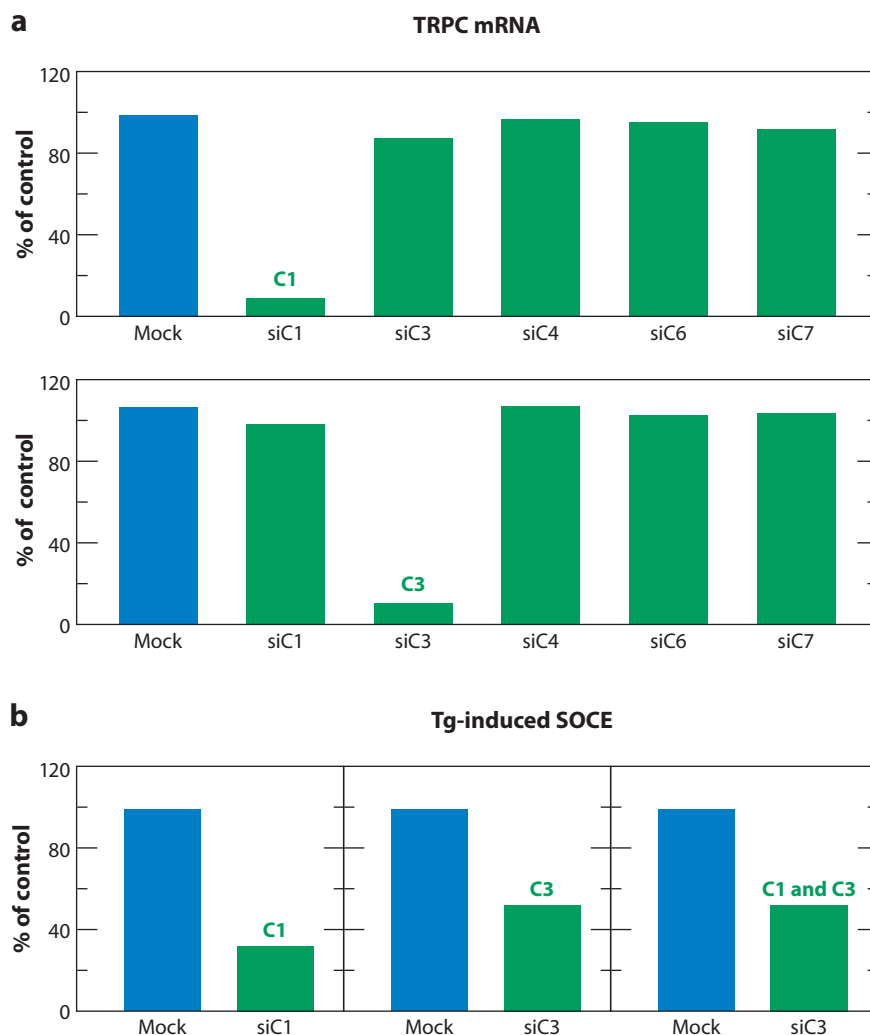 a
TRPC mRNA
% of control
120
80
40
0
C1
Mock siC1 siC3 siC4 siC6 siC7
% of control
120
80
40
0
C3
Mock siC1 siC3 siC4 siC6 siC7
b
Tg-induced SOCE
% of control
120
80
40
0
C1
C3
C1 and C3
Mock siC1 Mock siC3 Mock siC3